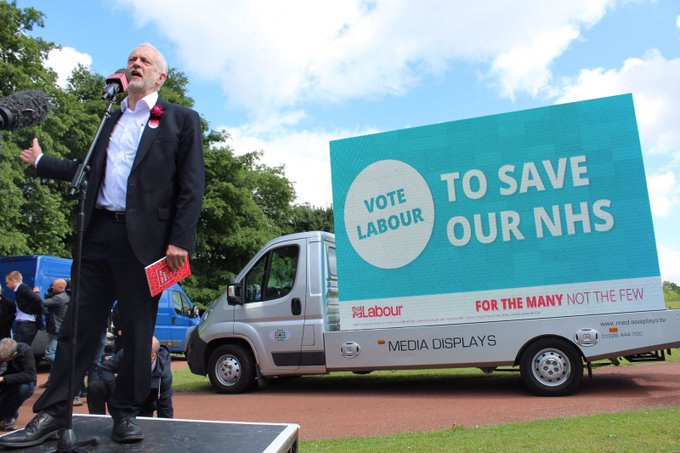 VOTE
LABOUR
TO SAVE
OUR NHS
Labour
FOR THE MANY NOT THE FEW
MEDIA DISPLAYS